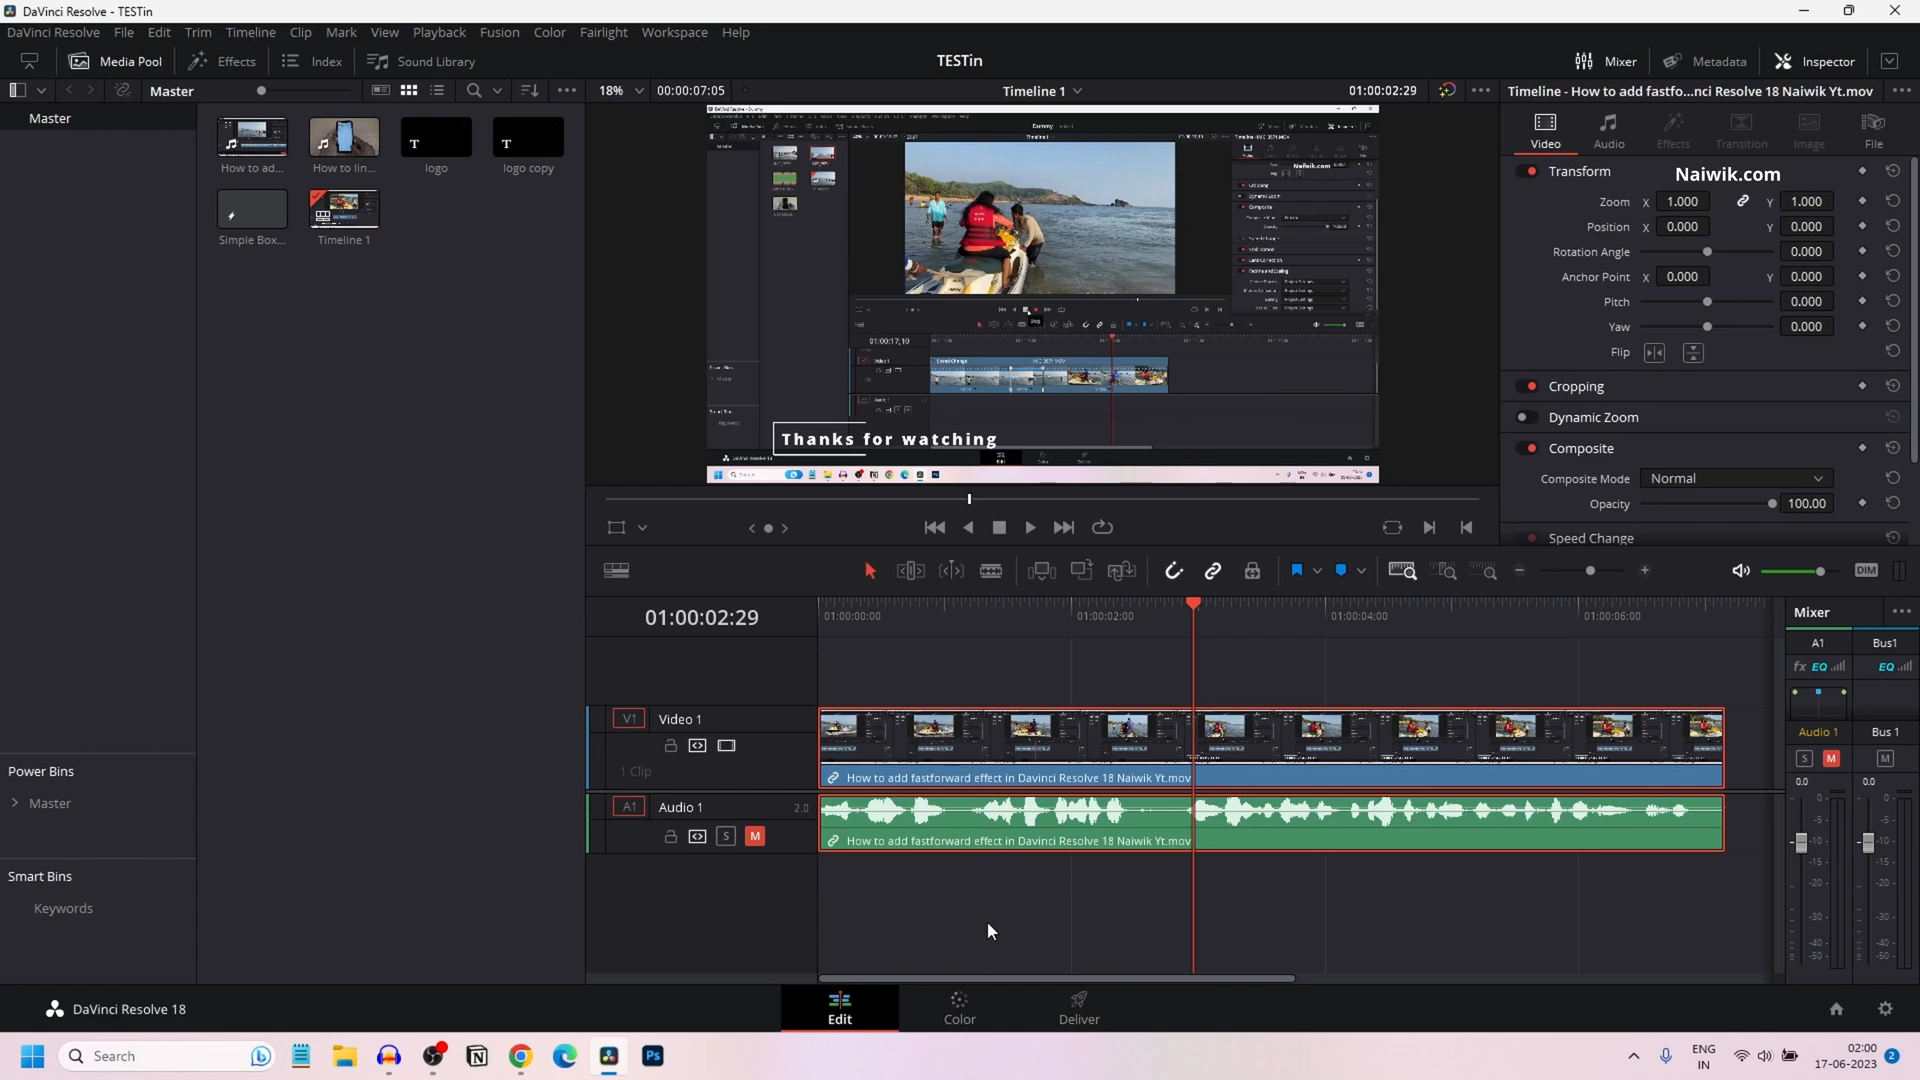 DaVinci Resolve - TESTin
DaVinci Resolve File Edit Trim Timeline Clip Mark View Playback Fusion Color Fairlight Workspace Help
Media Pool Effects Index Sound Library TESTin Mixer Metadata Inspector
Master 18% 00:00:07:05 Timeline 1 01:00:02:29 Timeline - How to add fastfo...nci Resolve 18 Naiwik Yt.mov
Master
How to ad... How to lin... logo logo copy
Simple Box... Timeline 1
Power Bins
Master
Smart Bins
Keywords
Naiwik.com
01:00:17;10
Thanks for watching
Video Audio Effects Transition Image File
Transform Naiwik.com
Zoom X 1.000 Y 1.000
Position X 0.000 Y 0.000
Rotation Angle 0.000
Anchor Point X 0.000 Y 0.000
Pitch 0.000
Yaw 0.000
Flip
Cropping
Dynamic Zoom
Composite
Composite Mode Normal
Opacity 100.00
Speed Change
DIM
01:00:02:29 01:00:00:00 01:00:02:00 01:00:04:00 01:00:06:00
V1 Video 1
1 Clip
How to add fastforward effect in Davinci Resolve 18 Naiwik Yt.mov
A1 Audio 1 2.0
S M
How to add fastforward effect in Davinci Resolve 18 Naiwik Yt.mov
Mixer
A1 Bus1
fx EQ EQ
Audio 1 Bus 1
S M M
0.0 0.0
0- 0-
-5- -5-
-10- -10-
-15- -15-
-20- -20-
-30- -30-
-40- -40-
-50- -50-
DaVinci Resolve 18 Edit Color Deliver
Search ENG IN 02:00 17-06-2023 2